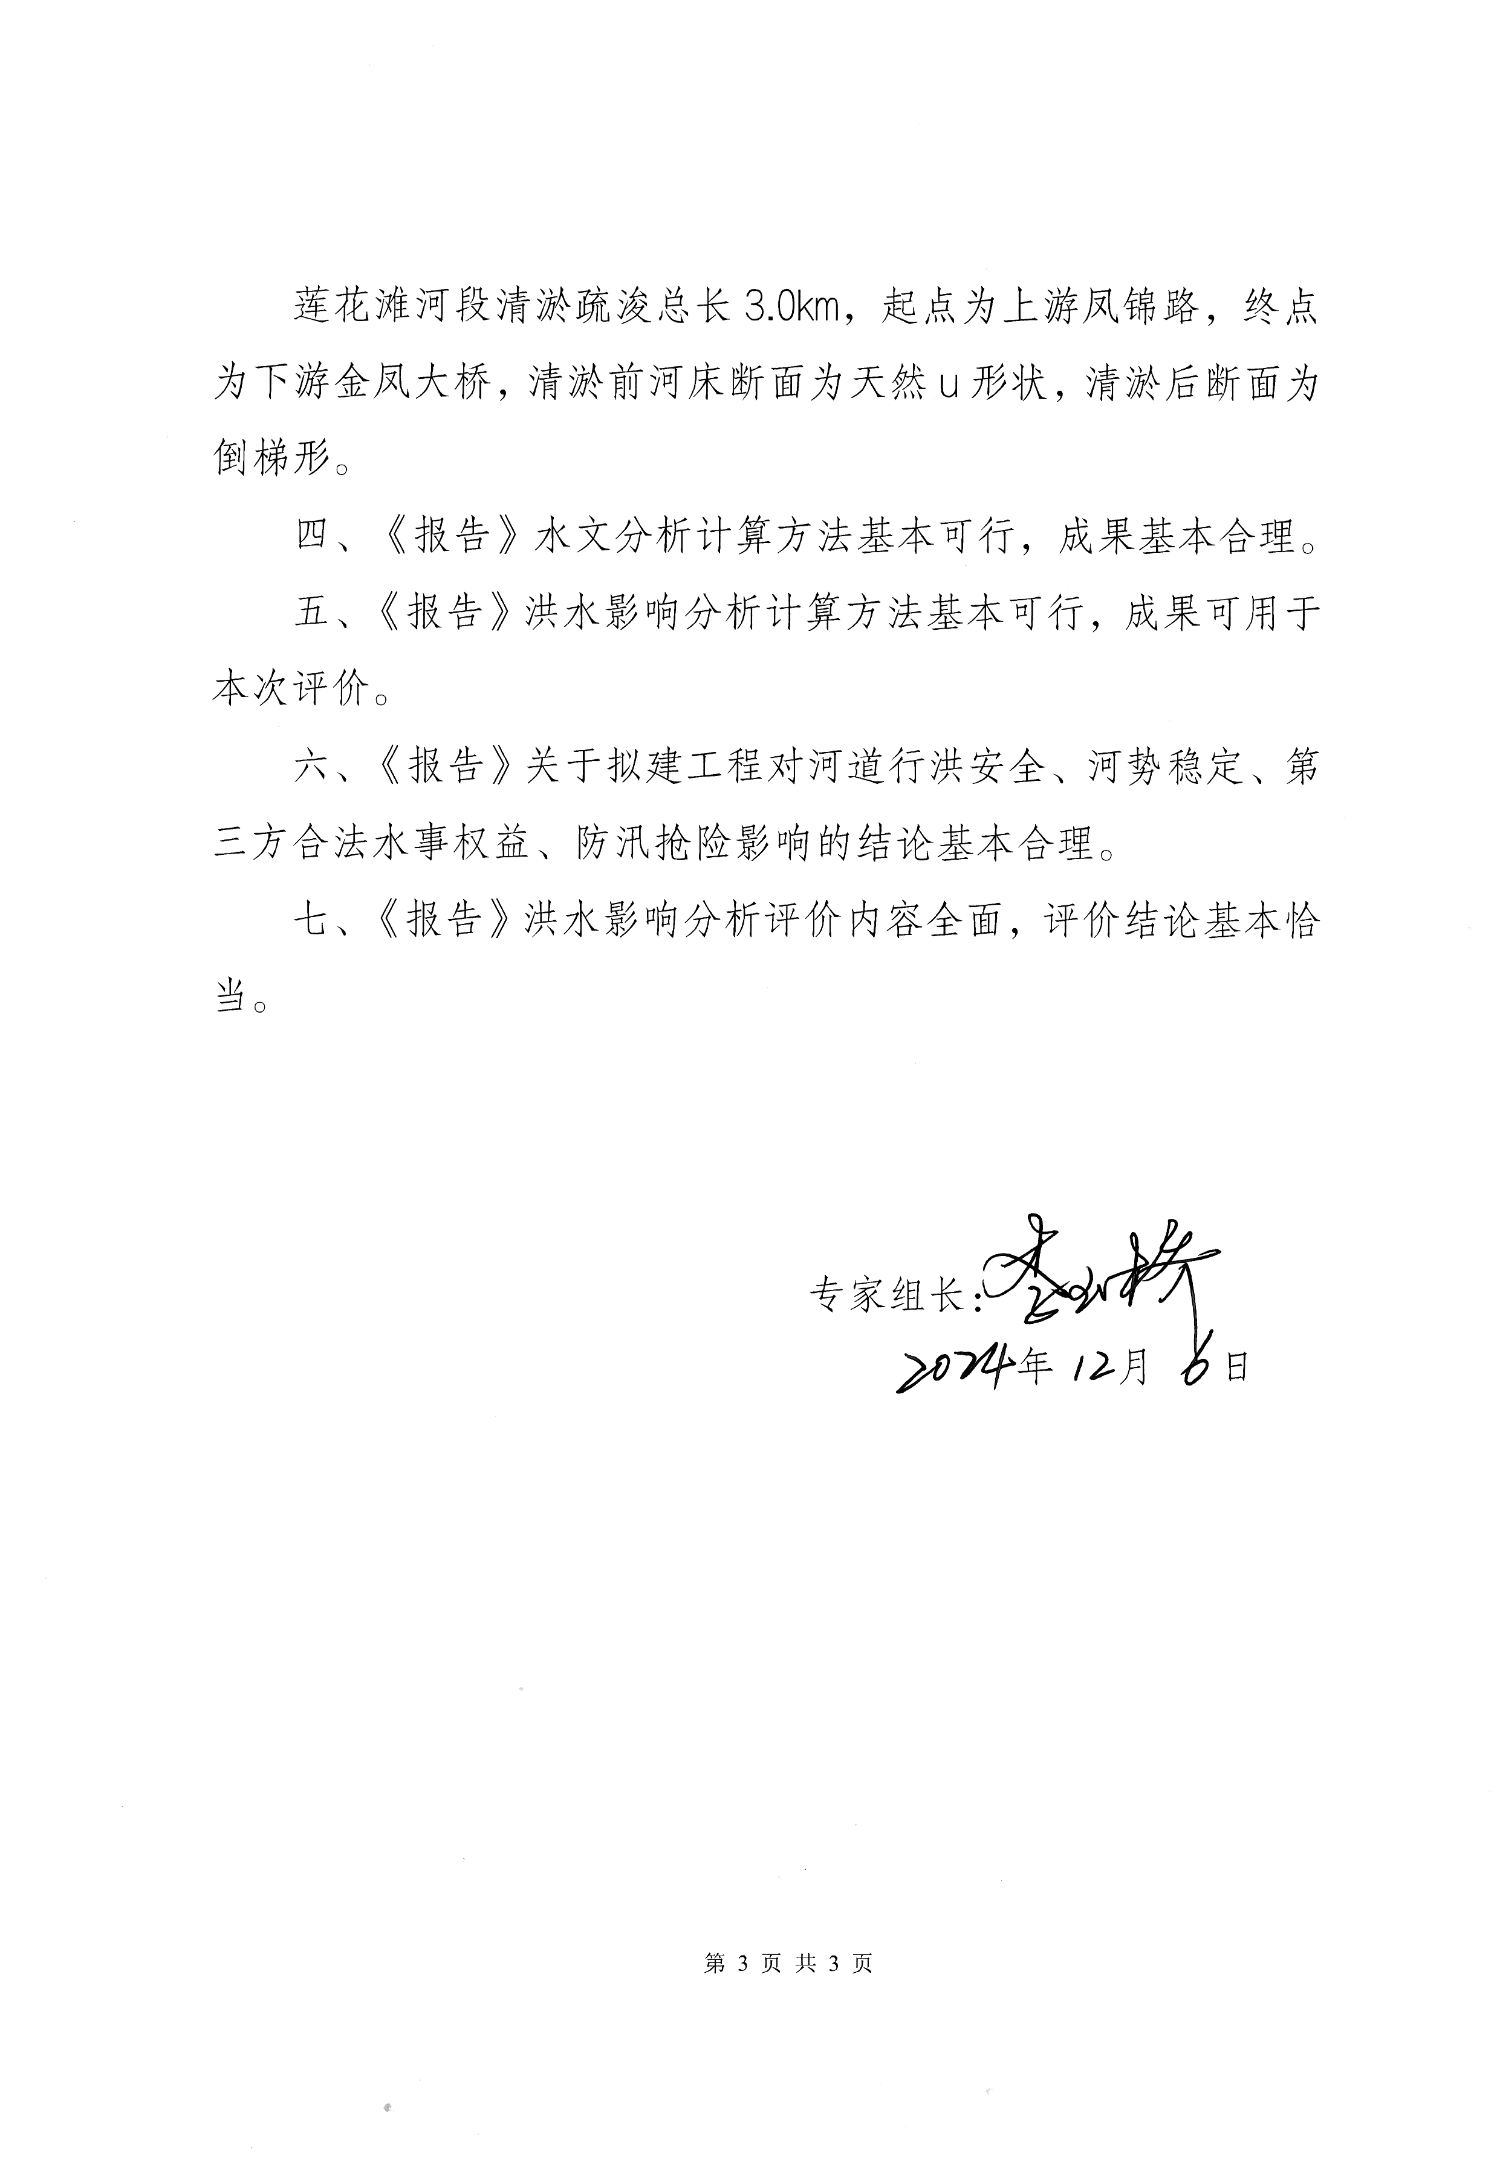 莲花滩河段清淤疏浚总长 3.0km，起点为上游凤锦路，终点
为下游金凤大桥，清淤前河床断面为天然 u 形状，清淤后断面为
倒梯形。
四、《报告》水文分析计算方法基本可行，成果基本合理。
五、《报告》洪水影响分析计算方法基本可行，成果可用于
本次评价。
六、《报告》关于拟建工程对河道行洪安全、河势稳定、第
三方合法水事权益、防汛抢险影响的结论基本合理。
七、《报告》洪水影响分析评价内容全面，评价结论基本恰
当。
专家组长：
2024年 12月 6日
第 3 页 共 3 页